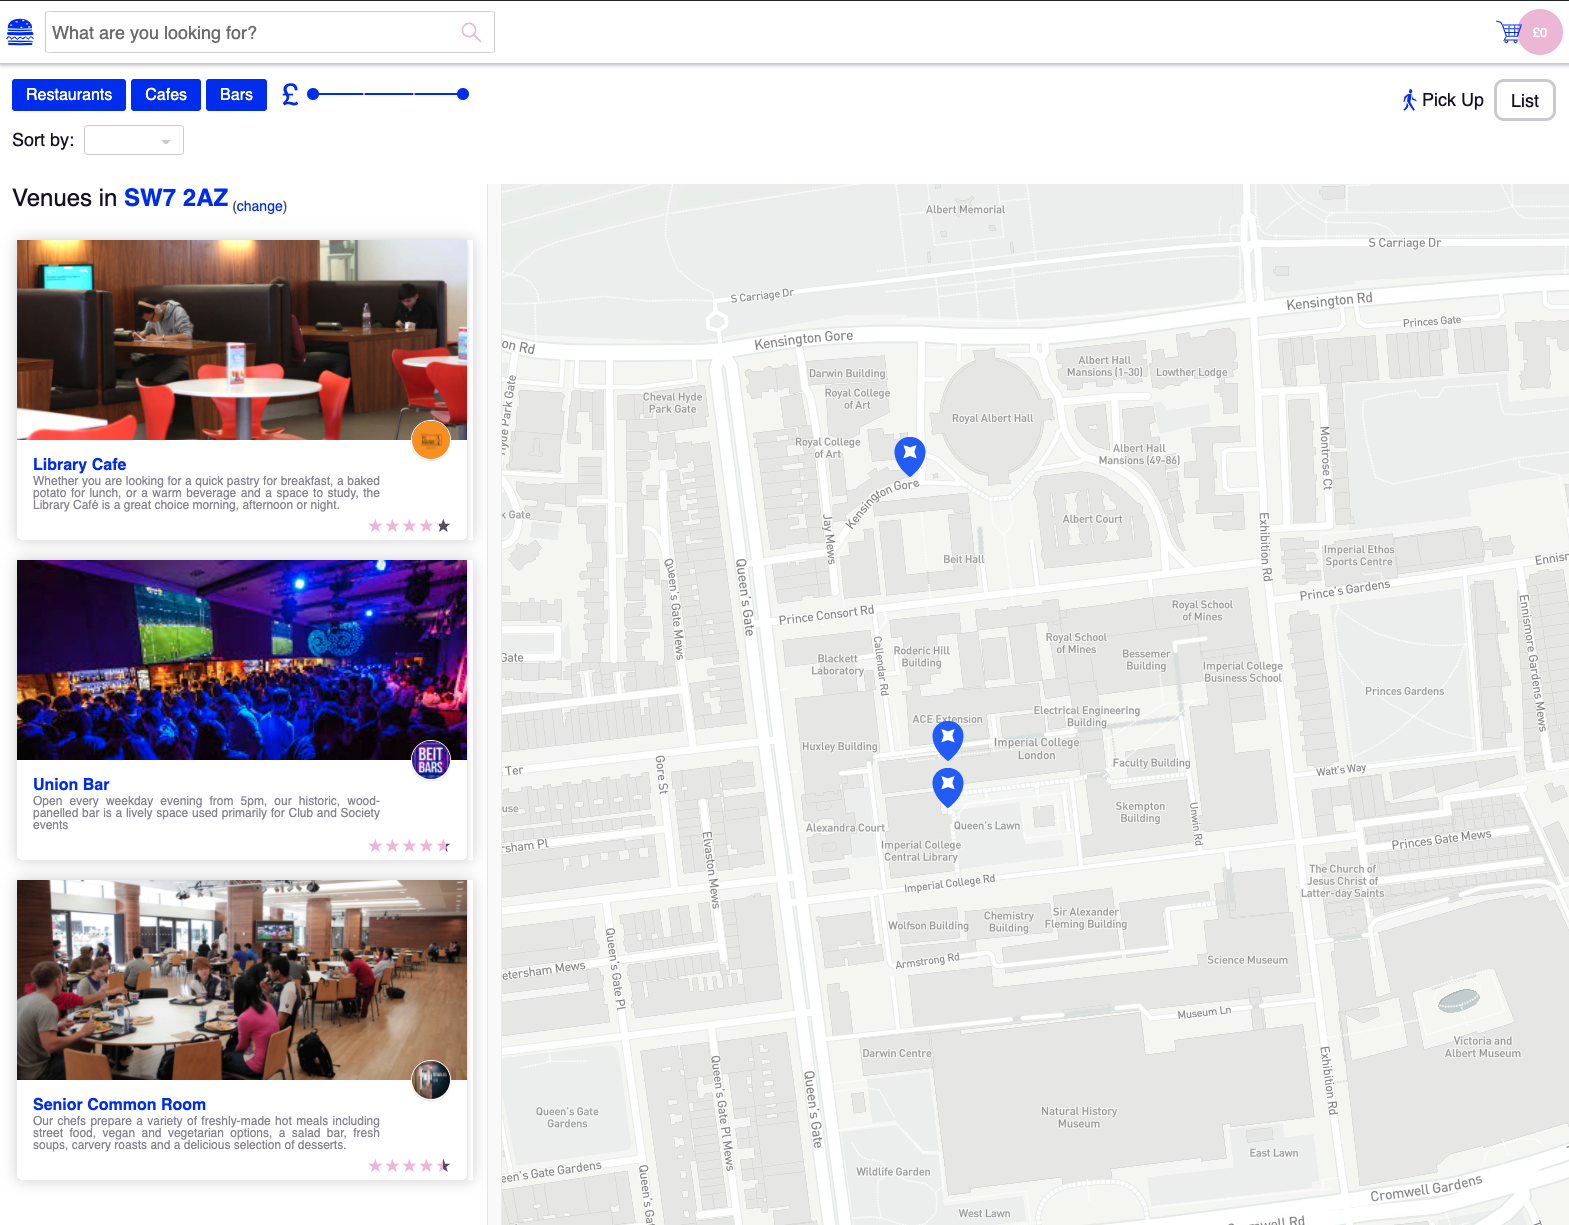 What are you looking for?
£0
Restaurants
Cafes
Bars
£
Pick Up
List
Sort by:
Venues in SW7 2AZ (change)
Library Cafe
Whether you are looking for a quick pastry for breakfast, a baked
potato for lunch, or a warm beverage and a space to study, the
Library Café is a great choice morning, afternoon or night.
BEIT
BARS
Union Bar
Open every weekday evening from 5pm, our historic, wood-
panelled bar is a lively space used primarily for Club and Society
events
Senior Common Room
Our chefs prepare a variety of freshly-made hot meals including
street food, vegan and vegetarian options, a salad bar, fresh
soups, carvery roasts and a delicious selection of desserts.
Albert Memorial
S Carriage Dr
S Carriage Dr
Kensington Rd
Princes Gate
Kensington Gore
on Rd
Albert Hall
Mansions (1-30)
Lowther Lodge
Darwin Building
Royal College
of Art
Cheval Hyde
Park Gate
Hyde Park Gate
Royal Albert Hall
Royal College
of Art
Albert Hall
Mansions (49-86)
Montrose Ct
Kensington Gore
k Gate
Albert Court
Jay Mews
Exhibition Rd
Beit Hall
Imperial Ethos
Sports Centre
Ennism
Queen's Gate Mews
Queen's Gate
Prince's Gardens
Prince Consort Rd
Royal School
of Mines
Ennismore Gardens Mews
Royal School
of Mines
Callendar Rd
Roderic Hill
Building
Blackett
Laboratory
Gate
Bessemer
Building
Imperial College
Business School
Princes Gardens
Electrical Engineering
Building
ACE Extension
Huxley Building
Imperial College
London
Faculty Building
Ter
Gore St
Watt's Way
use
Skempton
Building
Unwin Rd
Queen's Lawn
Alexandra Court
Imperial College
Central Library
Princes Gate Mews
rsham Pl
Elvaston Mews
Imperial College Rd
The Church of
Jesus Christ of
Latter-day Saints
Wolfson Building
Chemistry
Building
Sir Alexander
Fleming Building
etersham Mews
Queen's Gate Pl
Armstrong Rd
Science Museum
Museum Ln
Darwin Centre
Victoria and
Albert Museum
Queen's Gate Pl Mews
Queen's Gate
Exhibition Rd
Queen's Gate
Gardens
Natural History
Museum
East Lawn
een's Gate Gardens
Queen's Gate
Wildlife Garden
Cromwell Gardens
West Lawn
Cromwell Rd